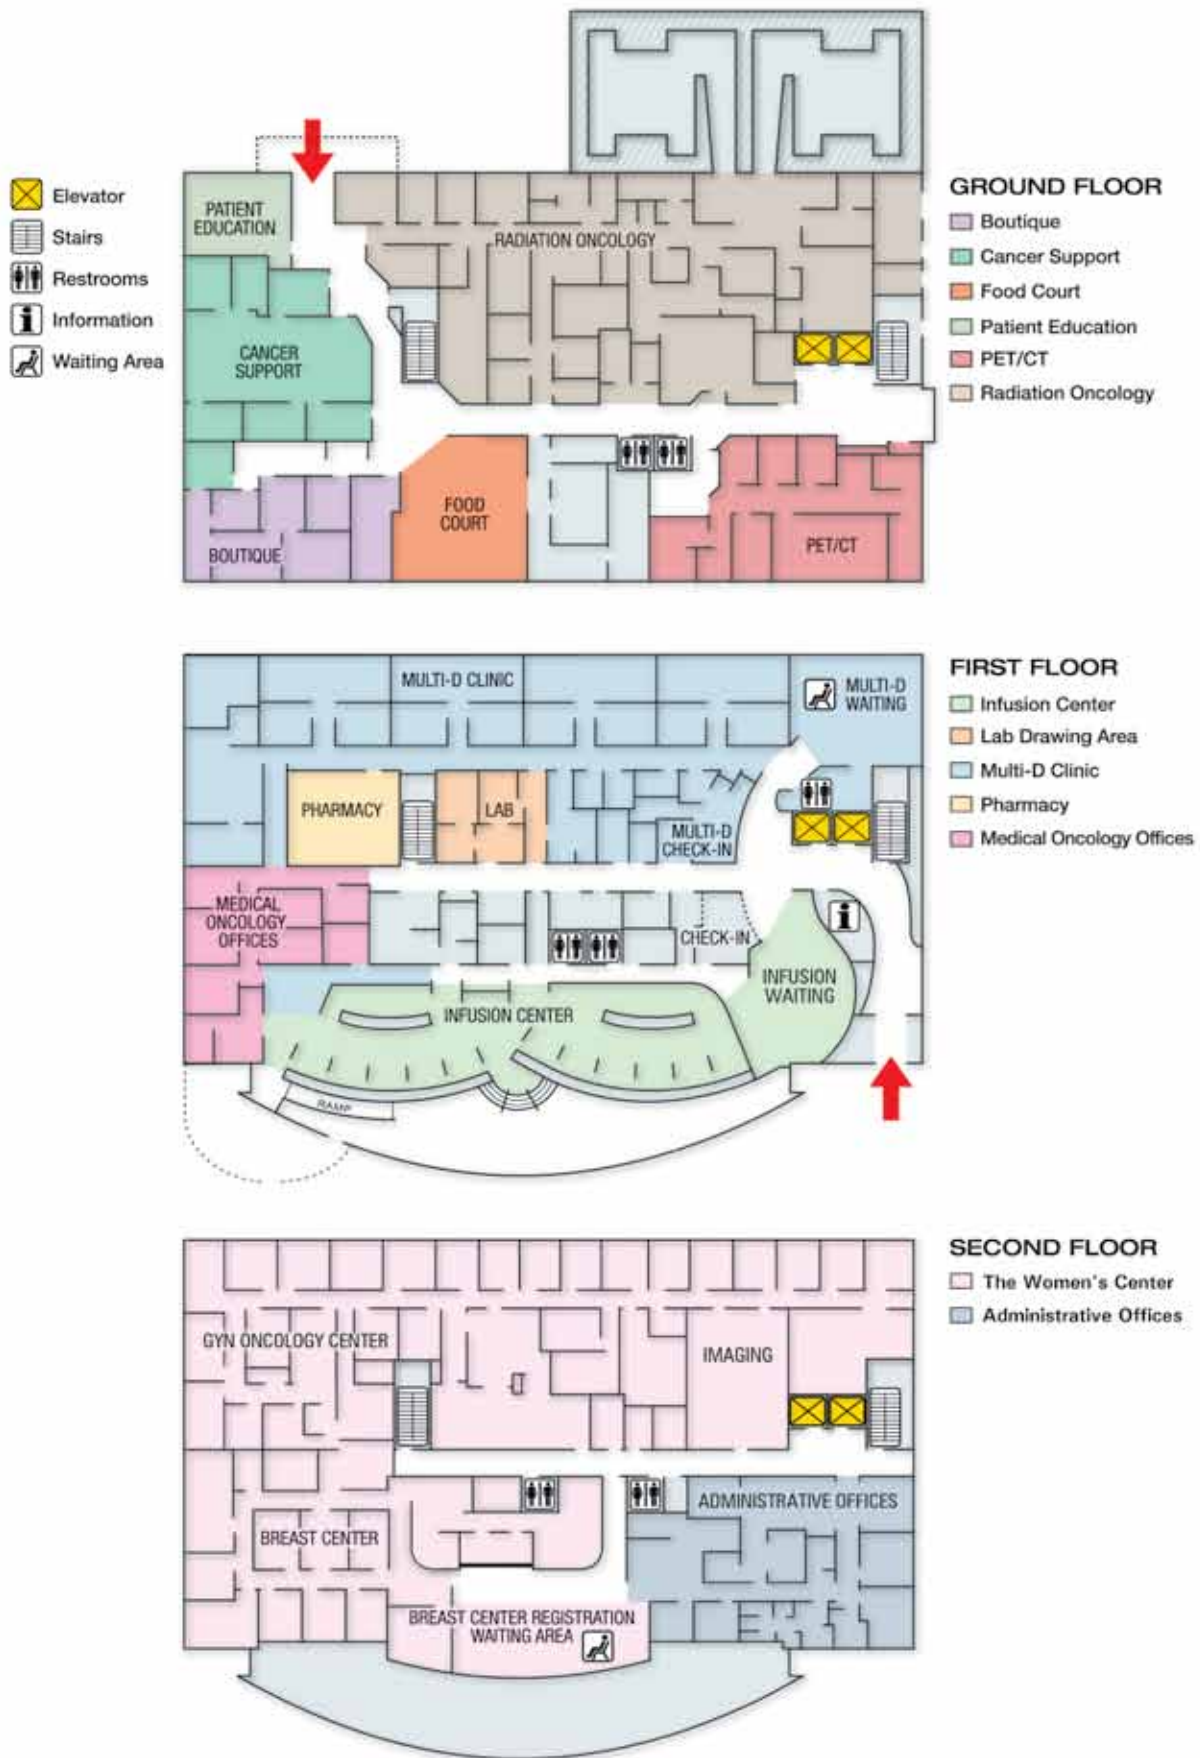 Elevator
Stairs
Restrooms
Information
Waiting Area
PATIENT
EDUCATION
RADIATION ONCOLOGY
CANCER
SUPPORT
FOOD
COURT
BOUTIQUE
PET/CT
GROUND FLOOR
Boutique
Cancer Support
Food Court
Patient Education
PET/CT
Radiation Oncology
MULTI-D CLINIC
MULTI-D
WAITING
PHARMACY
LAB
MULTI-D
CHECK-IN
MEDICAL
ONCOLOGY
OFFICES
CHECK-IN
i
INFUSION
WAITING
INFUSION CENTER
RAMP
FIRST FLOOR
Infusion Center
Lab Drawing Area
Multi-D Clinic
Pharmacy
Medical Oncology Offices
GYN ONCOLOGY CENTER
IMAGING
ADMINISTRATIVE OFFICES
BREAST CENTER
BREAST CENTER REGISTRATION
WAITING AREA
SECOND FLOOR
The Women's Center
Administrative Offices